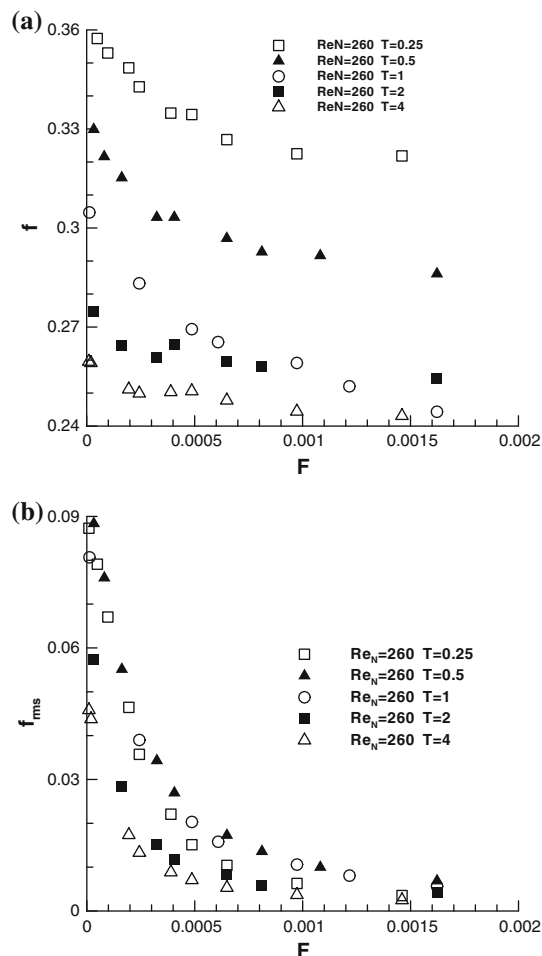 (a)
0.36
0.33
0.3
0.27
0.24
f
ReN=260 T=0.25
ReN=260 T=0.5
ReN=260 T=1
ReN=260 T=2
ReN=260 T=4
0 0.0005 0.001 0.0015 0.002
F
(b)
0.09
0.06
0.03
0
f_rms
Re_N=260 T=0.25
Re_N=260 T=0.5
Re_N=260 T=1
Re_N=260 T=2
Re_N=260 T=4
0 0.0005 0.001 0.0015 0.002
F